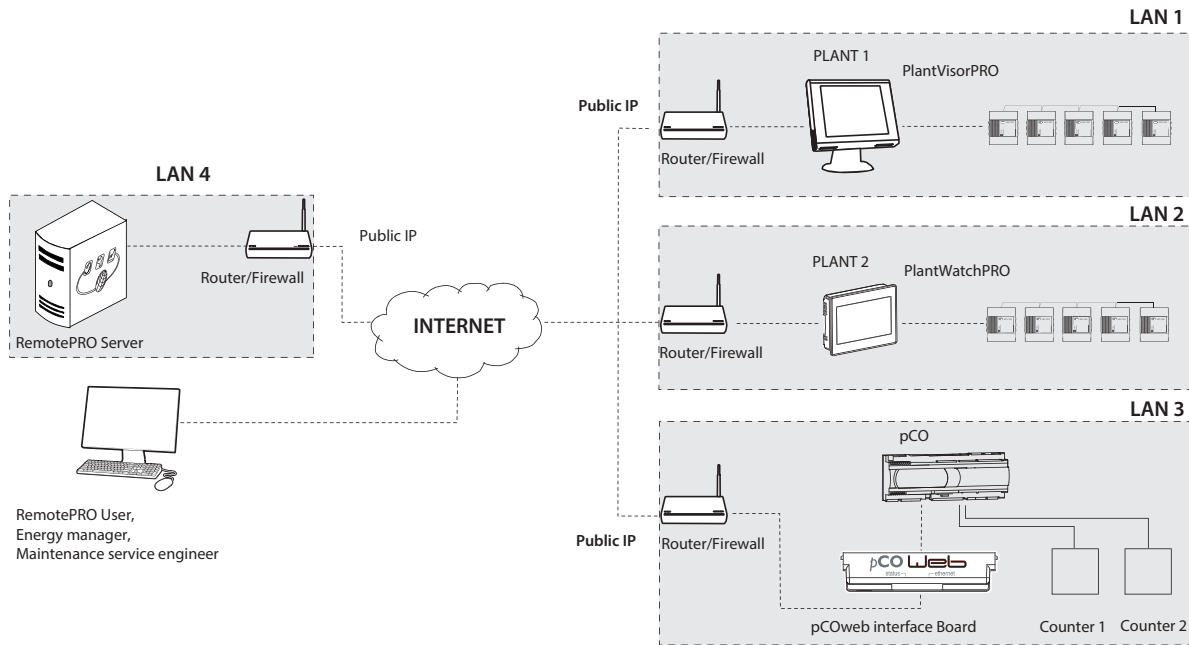 LAN 1
PLANT 1
PlantVisorPRO
Public IP
Router/Firewall
LAN 4
Public IP
Router/Firewall
RemotePRO Server
INTERNET
LAN 2
PLANT 2
PlantWatchPRO
Router/Firewall
LAN 3
pCO
Public IP
Router/Firewall
pCO Web
status
ethernet
pCOweb interface Board
Counter 1
Counter 2
RemotePRO User,
Energy manager,
Maintenance service engineer